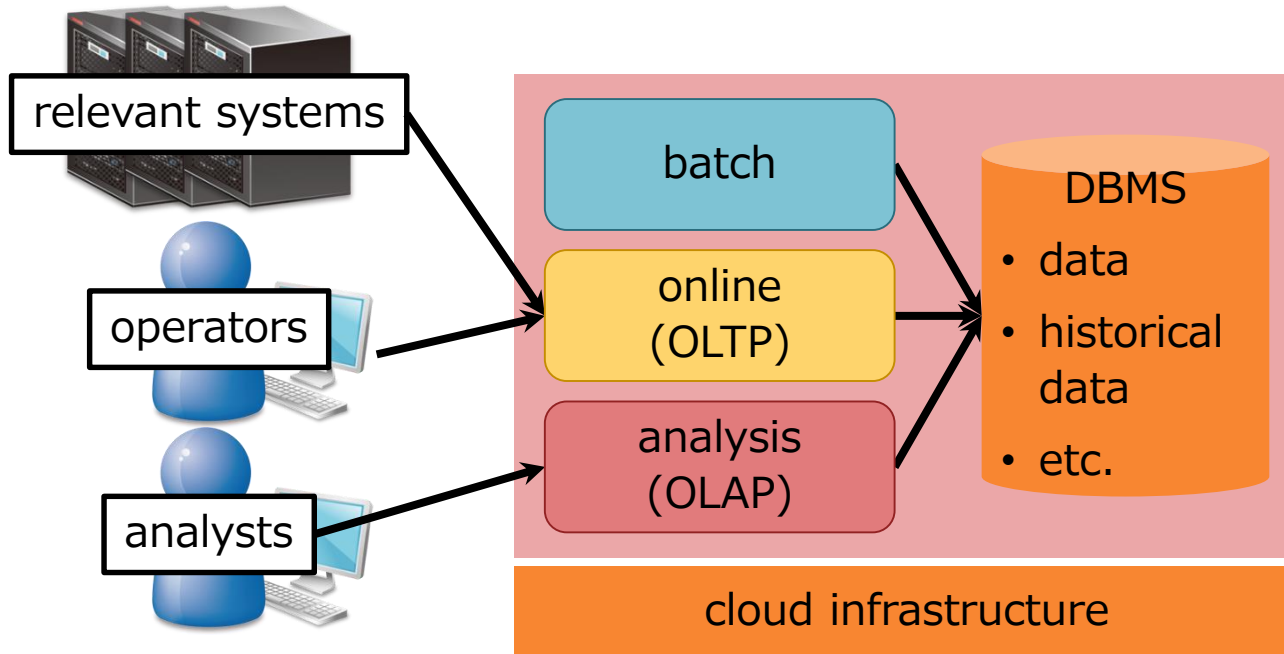 relevant systems
operators
analysts
batch
online
(OLTP)
analysis
(OLAP)
DBMS
• data
• historical
data
• etc.
cloud infrastructure